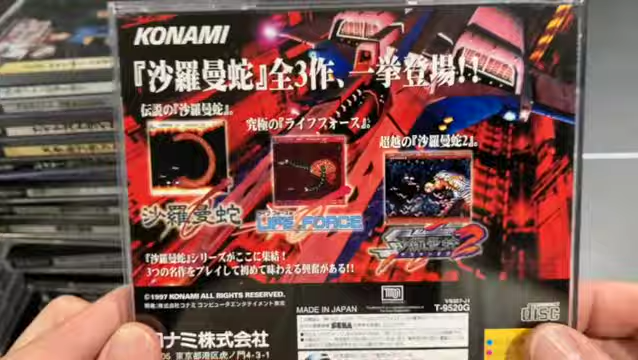 KONAMI
『沙羅曼蛇』全3作、一挙登場!!
伝説の『沙羅曼蛇』。
究極の『ライフフォース』。
超越の『沙羅曼蛇2』。
沙羅曼蛇
LIFE FORCE
2
『沙羅曼蛇』シリーズがここに集結!
3つの名作をプレイして初めて味わえる興奮がある!!
©1997 KONAMI ALL RIGHTS RESERVED.
MADE IN JAPAN
T-9520G
SEGA
disc
コナミ株式会社
東京都港区虎ノ門4-3-1